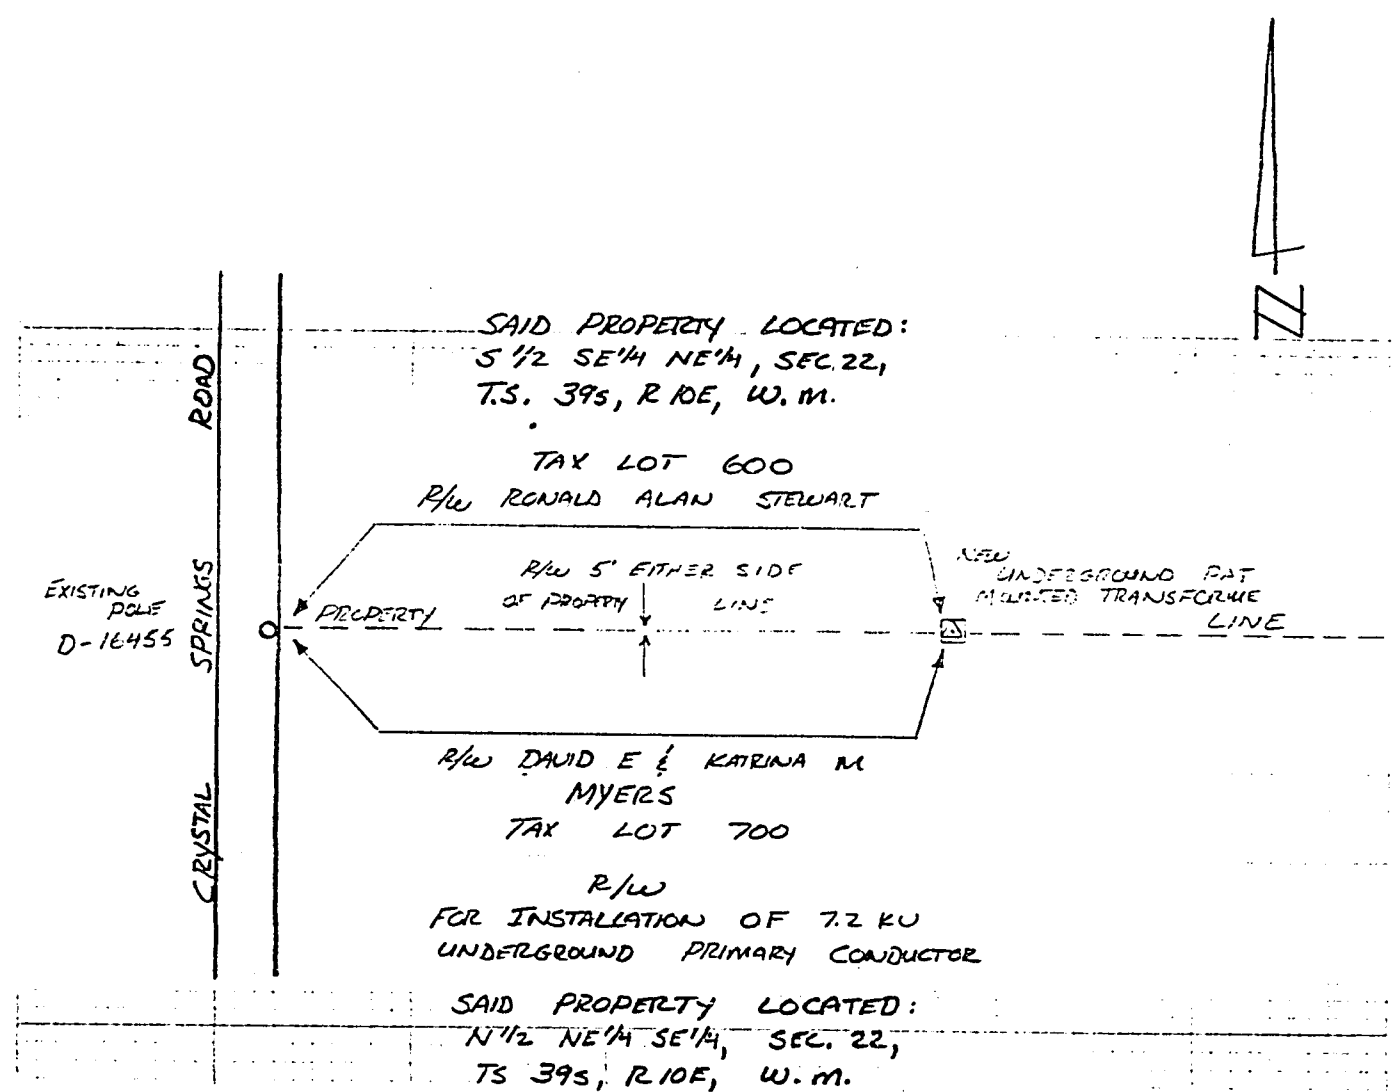 N
SAID PROPERTY LOCATED:
S 1/2 SE 1/4 NE 1/4, SEC. 22,
T.S. 39s, R 10E, W.M.
TAX LOT 600
R/W RONALD ALAN STEWART
R/W 5' EITHER SIDE
OF PROPERTY LINE
NEW
UNDERGROUND PAT
MOUNTED TRANSFORME
EXISTING
POLE
D-16455
PROPERTY LINE
CRYSTAL SPRINGS ROAD
R/W DAVID E & KATRINA M
MYERS
TAX LOT 700
R/W
FOR INSTALLATION OF 7.2 KV
UNDERGROUND PRIMARY CONDUCTOR
SAID PROPERTY LOCATED:
N 1/2 NE 1/4 SE 1/4, SEC. 22,
TS 39s, R 10E, W.M.